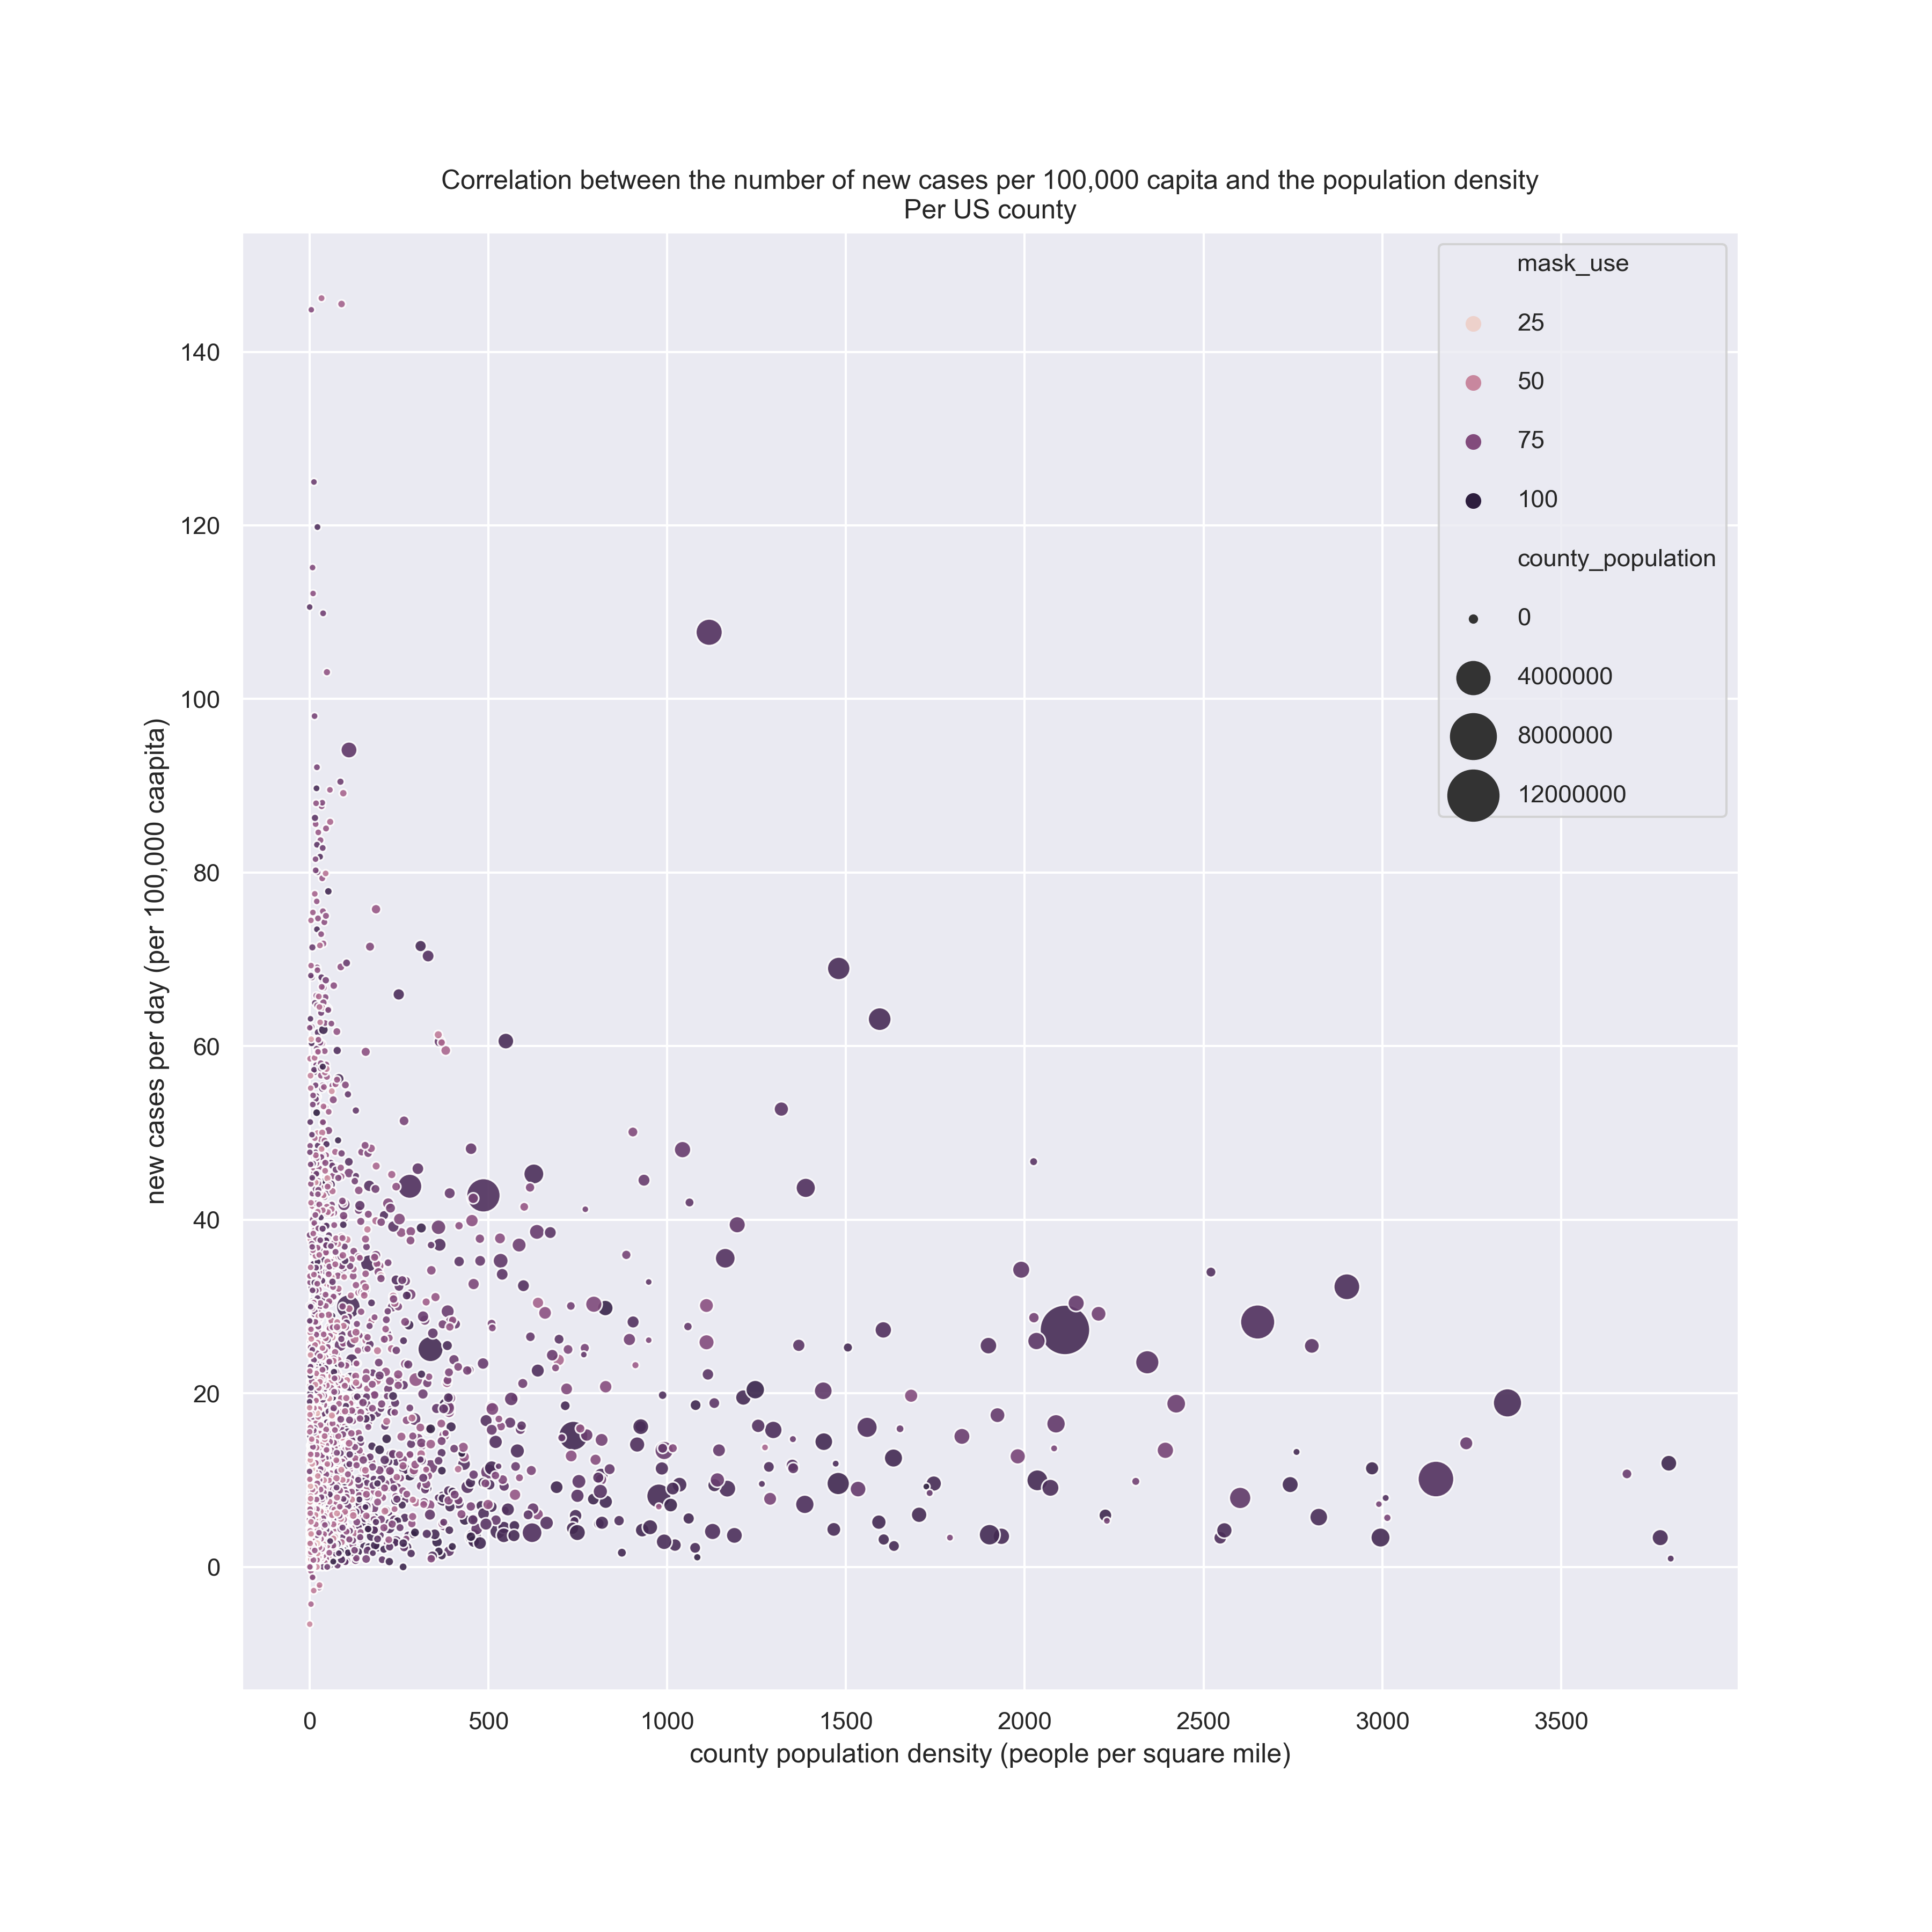 Correlation between the number of new cases per 100,000 capita and the population density
Per US county
mask_use
25
50
75
100
county_population
0
4000000
8000000
12000000
140
120
100
80
60
40
20
0
new cases per day (per 100,000 caapita)
0 500 1000 1500 2000 2500 3000 3500
county population density (people per square mile)